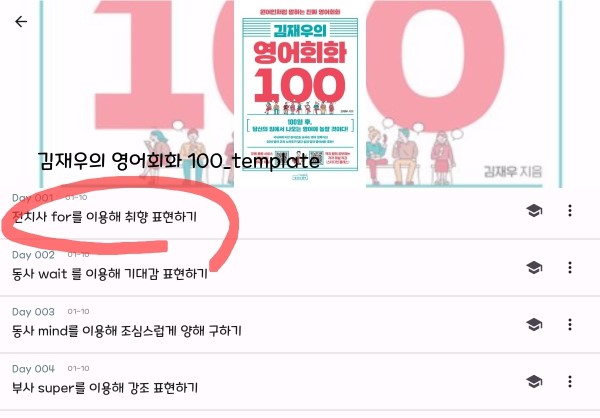 원어민처럼 말하는 진짜 영어회화
김재우의
영어회화
100
100일 후,
당신의 입에서 나오는 영어에 놀랄 것이다!
김재우의 영어회화 100_template
김재우 지음
Day 001 01-10
전치사 for를 이용해 취향 표현하기
Day 002 01-10
동사 wait 를 이용해 기대감 표현하기
Day 003 01-10
동사 mind를 이용해 조심스럽게 양해 구하기
Day 004 01-10
부사 super를 이용해 강조 표현하기